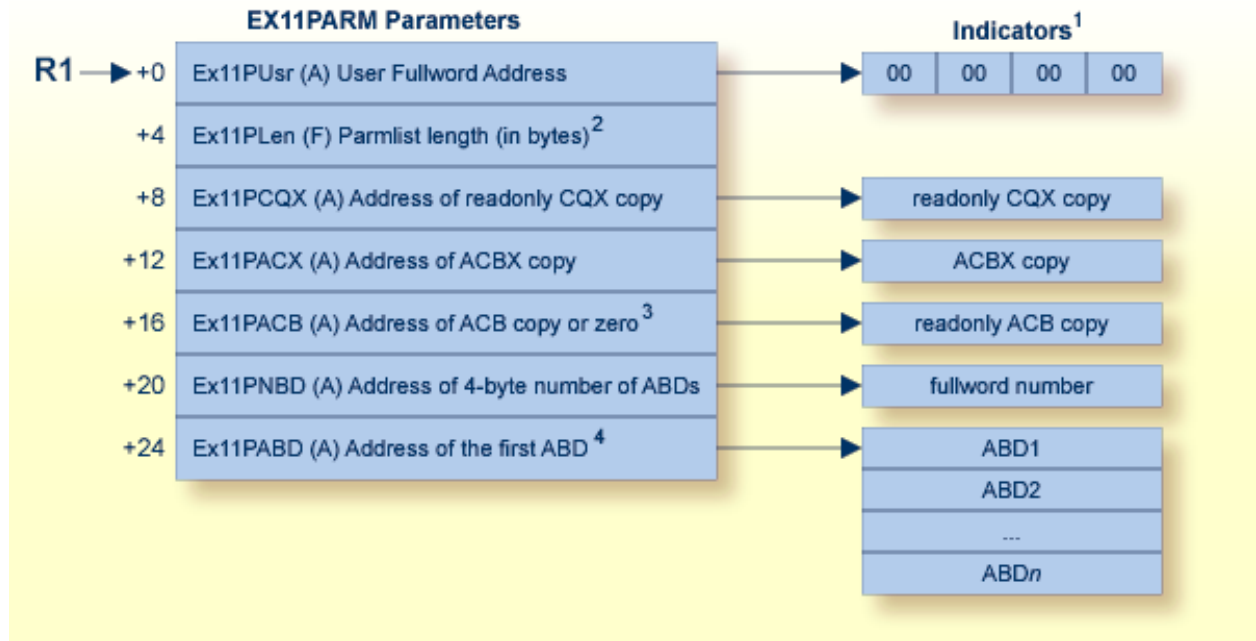 EX11PARM Parameters
Indicators1
R1 +0 Ex11PUsr (A) User Fullword Address 00 00 00 00
+4 Ex11PLen (F) Parmlist length (in bytes)2
+8 Ex11PCQX (A) Address of readonly CQX copy readonly CQX copy
+12 Ex11PACX (A) Address of ACBX copy ACBX copy
+16 Ex11PACB (A) Address of ACB copy or zero3 readonly ACB copy
+20 Ex11PNBD (A) Address of 4-byte number of ABDs fullword number
+24 Ex11PABD (A) Address of the first ABD4 ABD1
ABD2
...
ABDn